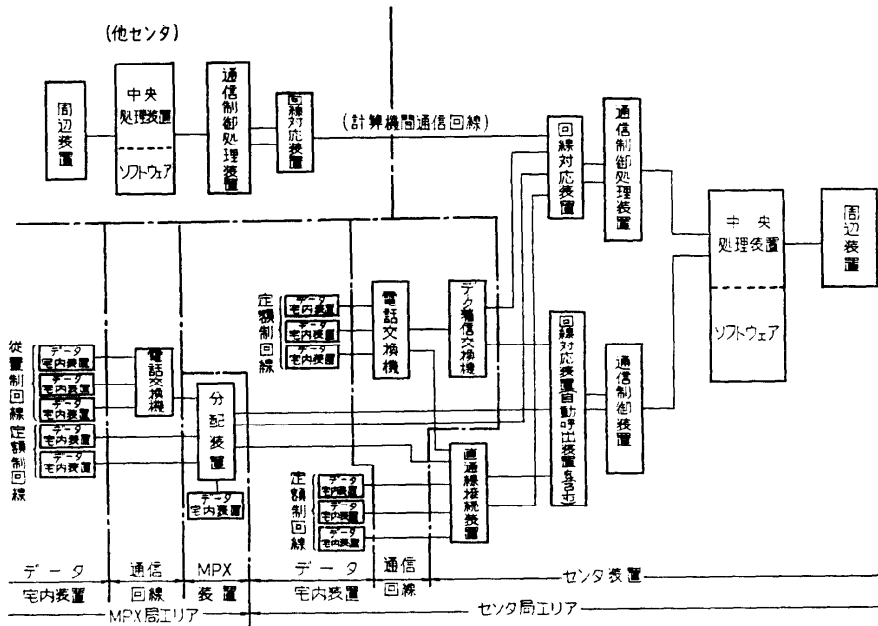 (他センタ)
周辺装置
中央
処理装置
ソフトウェア
通信制御処理装置
回線対応装置
(計算機間通信回線)
回線対応装置
通信制御処理装置
中央
処理装置
ソフトウェア
周辺装置
定額制回線
データ
宅内装置
データ
宅内装置
データ
宅内装置
電話交換機
データ着信交換機
従量制回線
データ
宅内装置
データ
宅内装置
データ
宅内装置
電話交換機
定額制回線
データ
宅内装置
データ
宅内装置
分配装置
データ
宅内装置
回線対応装置(自動呼出装置を含む)
通信制御装置
定額制回線
データ
宅内装置
データ
宅内装置
データ
宅内装置
直通線接続装置
データ
宅内装置
通信
回線
MPX
装置
データ
宅内装置
通信
回線
センタ装置
MPX局エリア
センタ局エリア